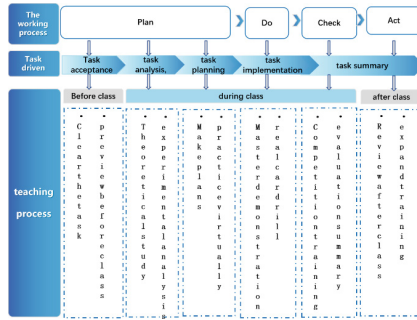 The working process
Plan
Do
Check
Act
Task driven
Task acceptance
task analysis,
task planning
task implementation
task summary
Before class
during class
after class
teaching process
• Clear the task
• preview before class
• Theoretical study
• experimental analysis
• Make plans
• practice virtually
• Master demonstration
• real drill
• Competition training
• evaluation summary
• Review after class
• expand training